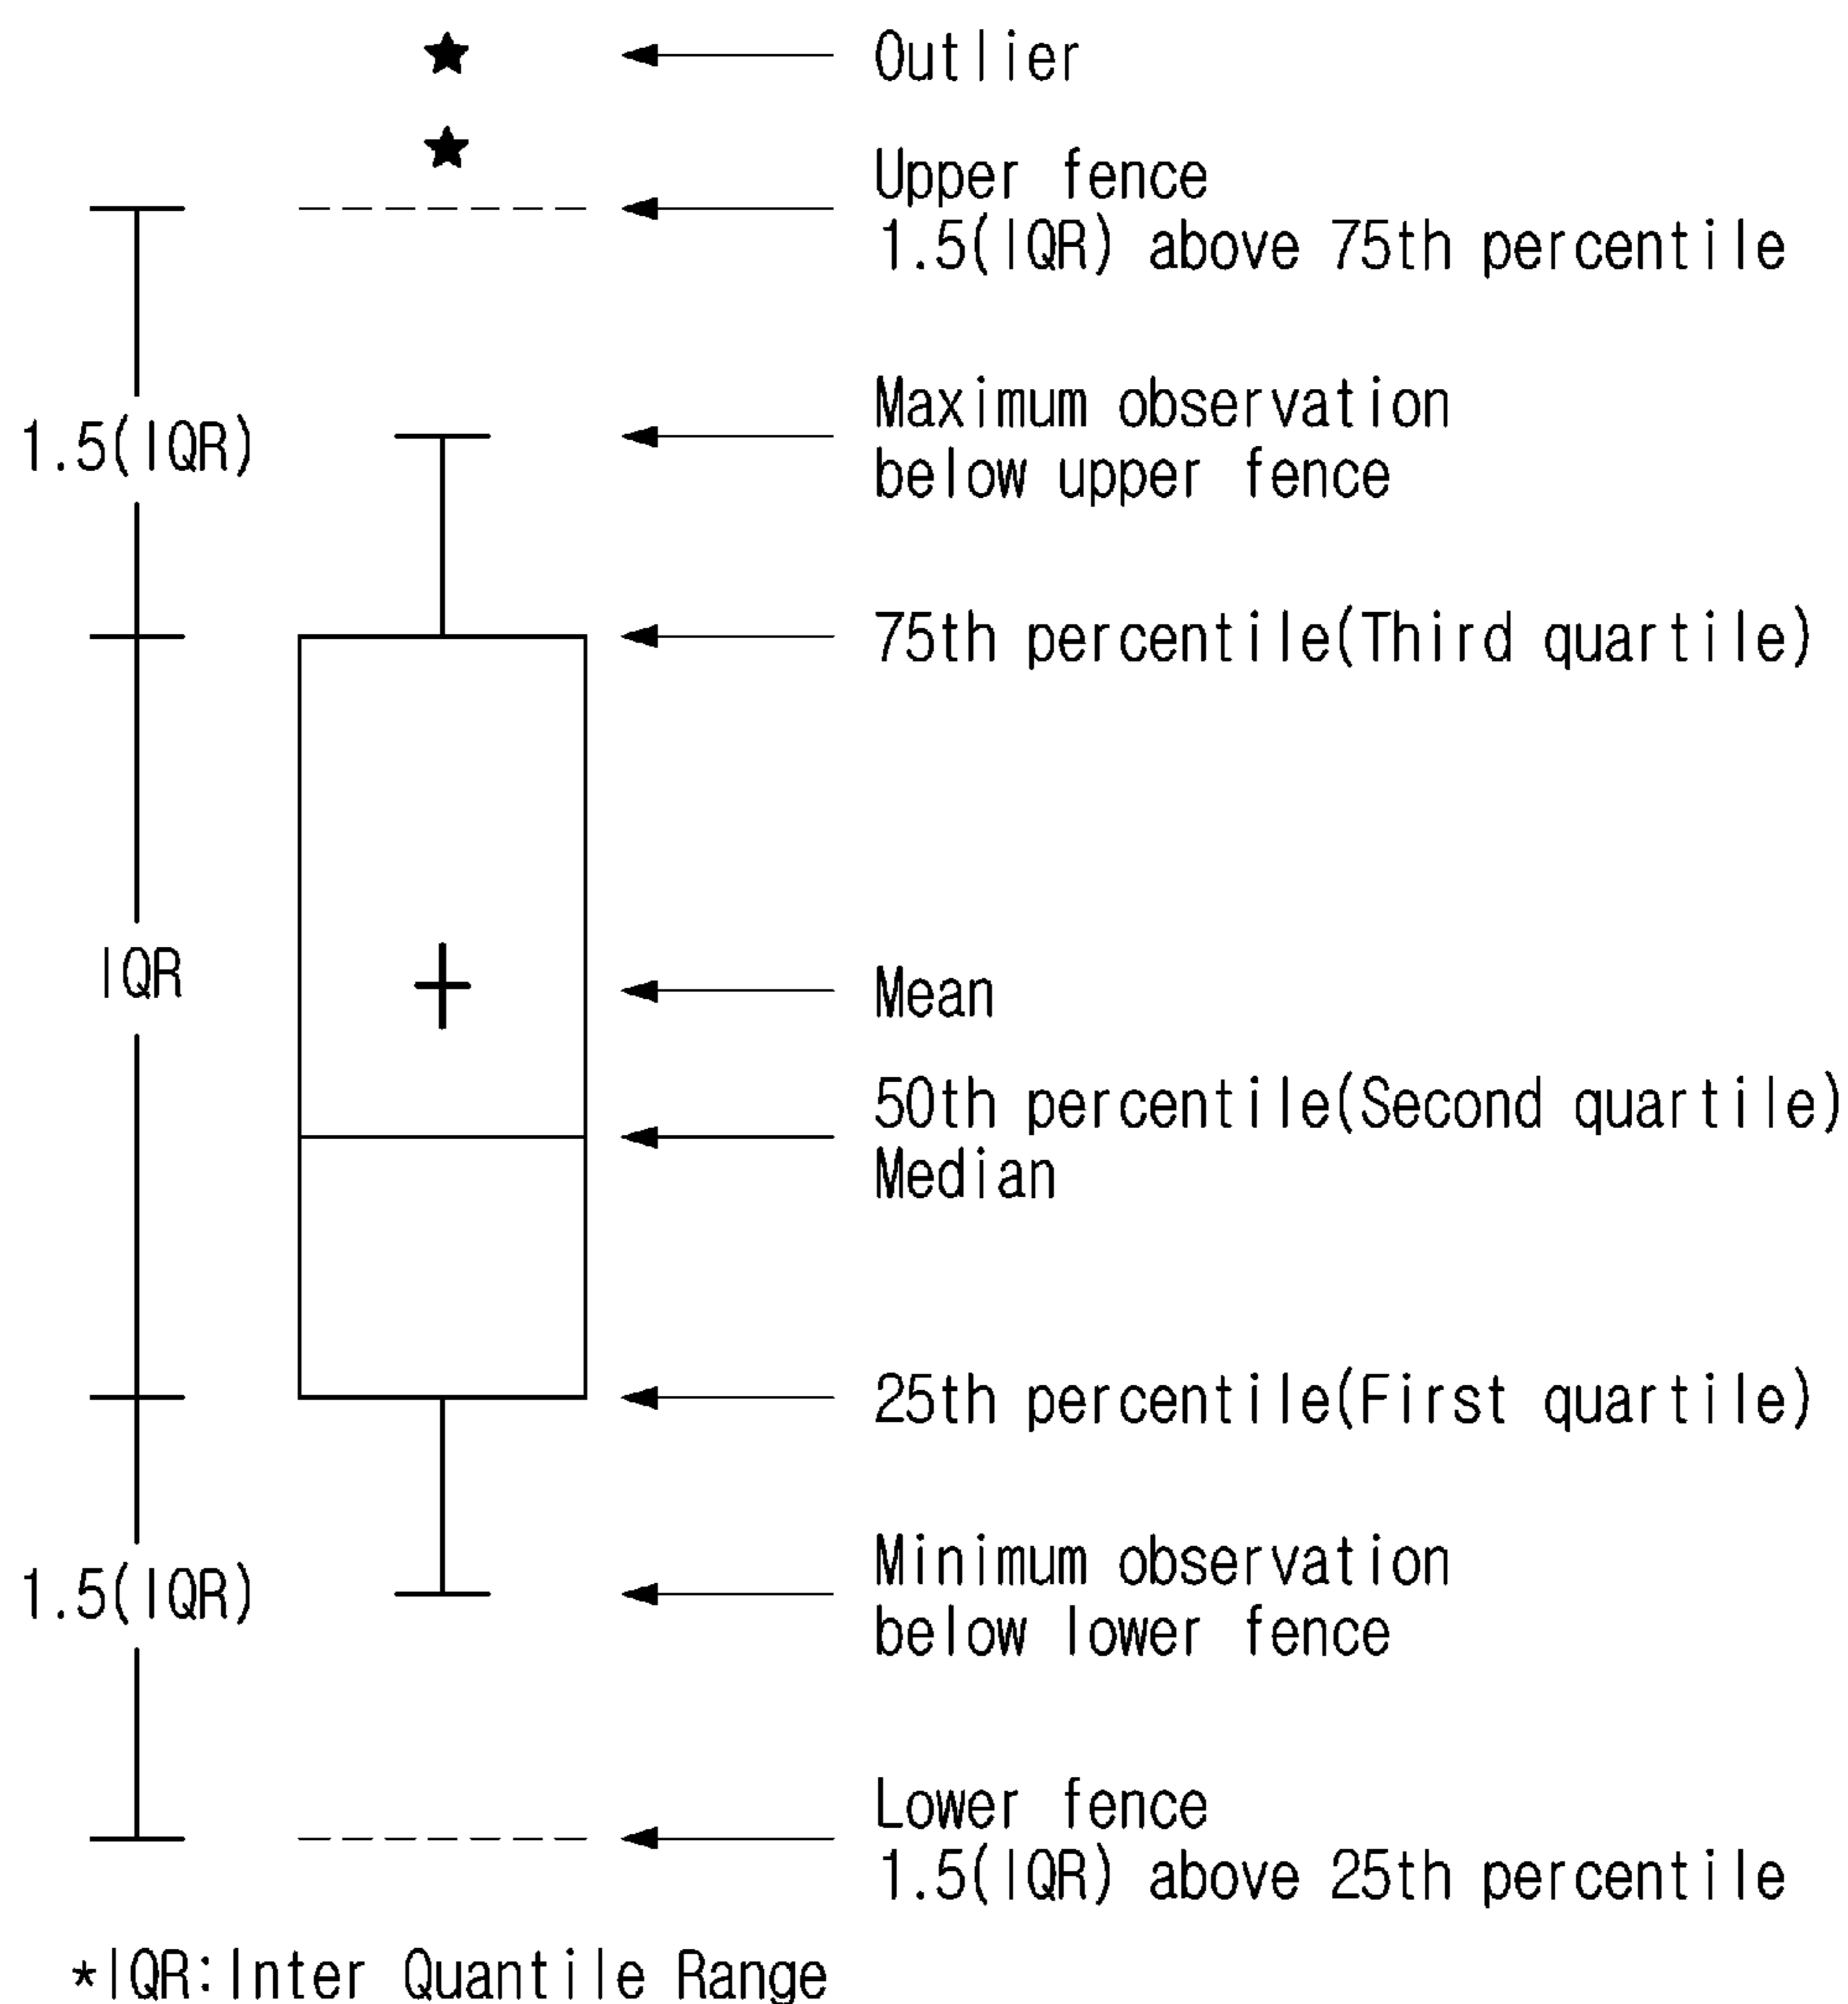 Outlier
Upper fence
1.5(IQR) above 75th percentile
Maximum observation
below upper fence
1.5(IQR)
75th percentile(Third quartile)
IQR
Mean
50th percentile(Second quartile)
Median
25th percentile(First quartile)
Minimum observation
below lower fence
1.5(IQR)
Lower fence
1.5(IQR) above 25th percentile
*IQR:Inter Quantile Range